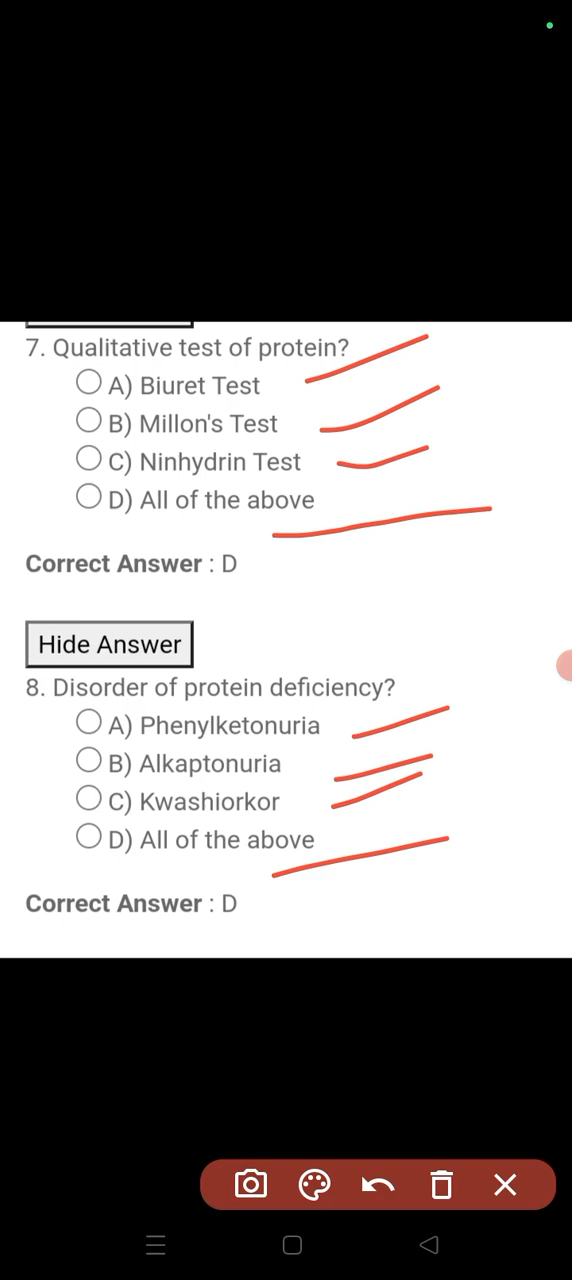 7. Qualitative test of protein?
A) Biuret Test
B) Millon's Test
C) Ninhydrin Test
D) All of the above
Correct Answer : D
Hide Answer
8. Disorder of protein deficiency?
A) Phenylketonuria
B) Alkaptonuria
C) Kwashiorkor
D) All of the above
Correct Answer : D